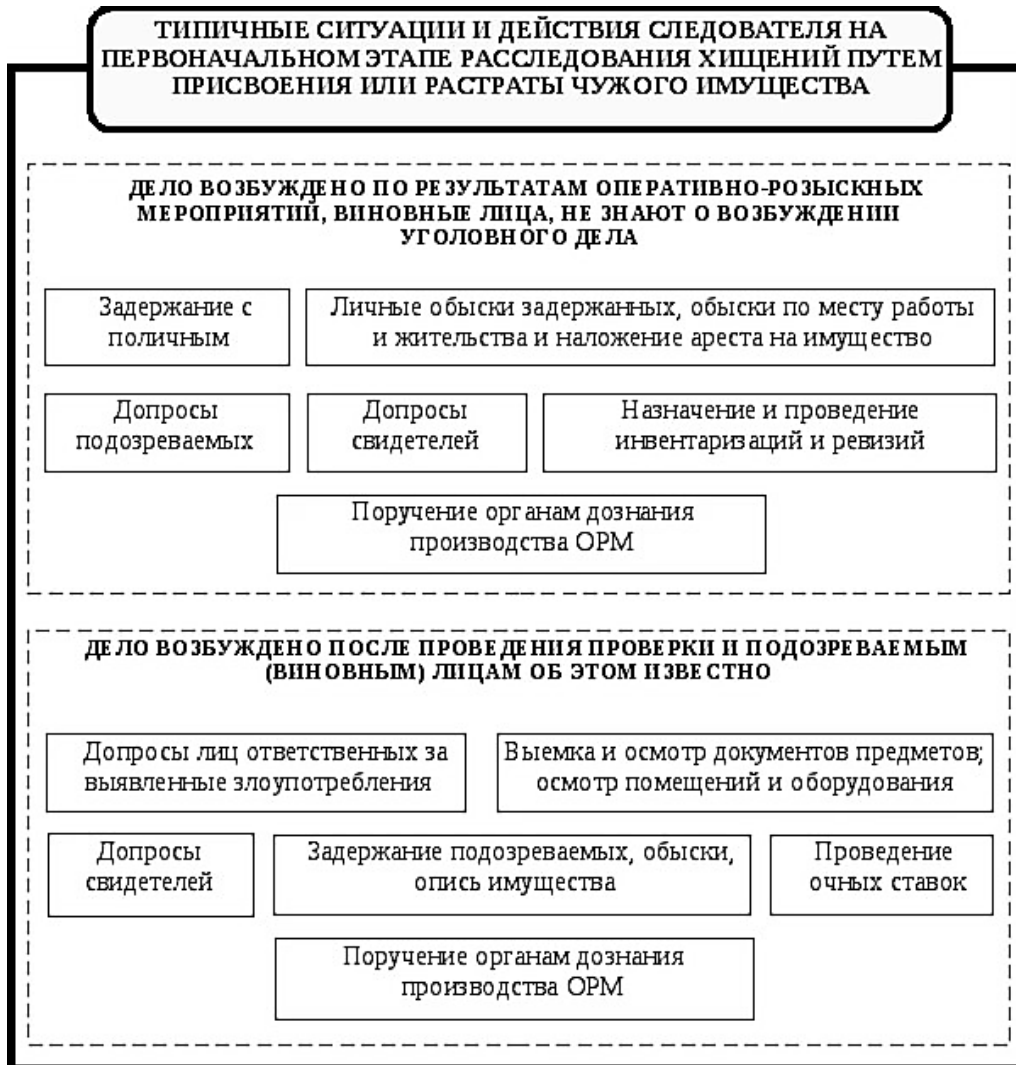 ТИПИЧНЫЕ СИТУАЦИИ И ДЕЙСТВИЯ СЛЕДОВАТЕЛЯ НА
ПЕРВОНАЧАЛЬНОМ ЭТАПЕ РАССЛЕДОВАНИЯ ХИЩЕНИЙ ПУТЕМ
ПРИСВОЕНИЯ ИЛИ РАСТРАТЫ ЧУЖОГО ИМУЩЕСТВА
ДЕЛО ВОЗБУЖДЕНО ПО РЕЗУЛЬТАТАМ ОПЕРАТИВНО-РОЗЫСКНЫХ
МЕРОПРИЯТИЙ, ВИНОВНЫЕ ЛИЦА, НЕ ЗНАЮТ О ВОЗБУЖДЕНИИ
УГОЛОВНОГО ДЕЛА
Задержание с
поличным
Личные обыски задержанных, обыски по месту работы
и жительства и наложение ареста на имущество
Допросы
подозреваемых
Допросы
свидетелей
Назначение и проведение
инвентаризаций и ревизий
Поручение органам дознания
производства ОРМ
ДЕЛО ВОЗБУЖДЕНО ПОСЛЕ ПРОВЕДЕНИЯ ПРОВЕРКИ И ПОДОЗРЕВАЕМЫМ
(ВИНОВНЫМ) ЛИЦАМ ОБ ЭТОМ ИЗВЕСТНО
Допросы лиц ответственных за
выявленные злоупотребления
Выемка и осмотр документов предметов;
осмотр помещений и оборудования
Допросы
свидетелей
Задержание подозреваемых, обыски,
опись имущества
Проведение
очных ставок
Поручение органам дознания
производства ОРМ